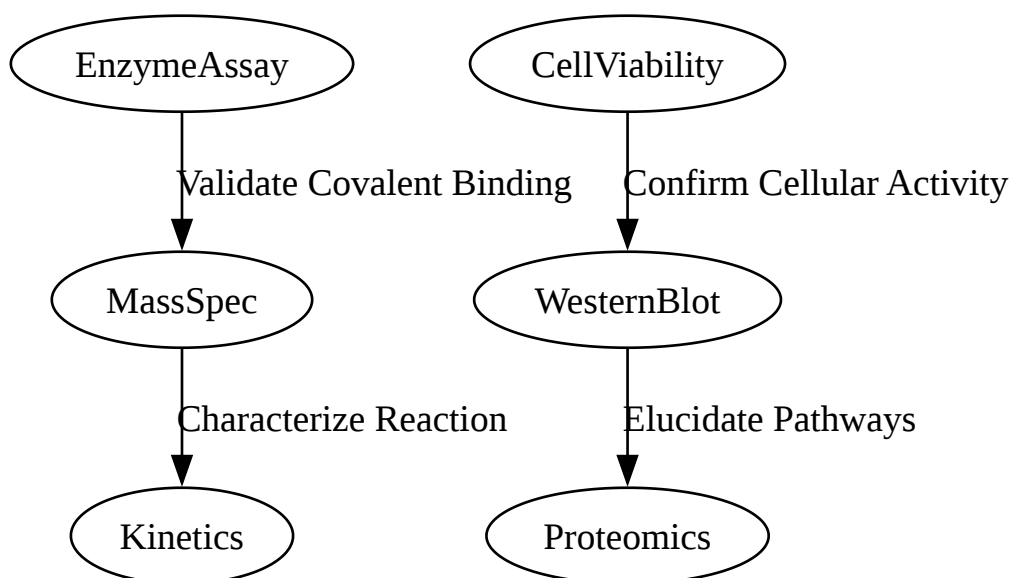 EnzymeAssay
CellViability
Validate Covalent Binding
Confirm Cellular Activity
MassSpec
WesternBlot
Characterize Reaction
Elucidate Pathways
Kinetics
Proteomics